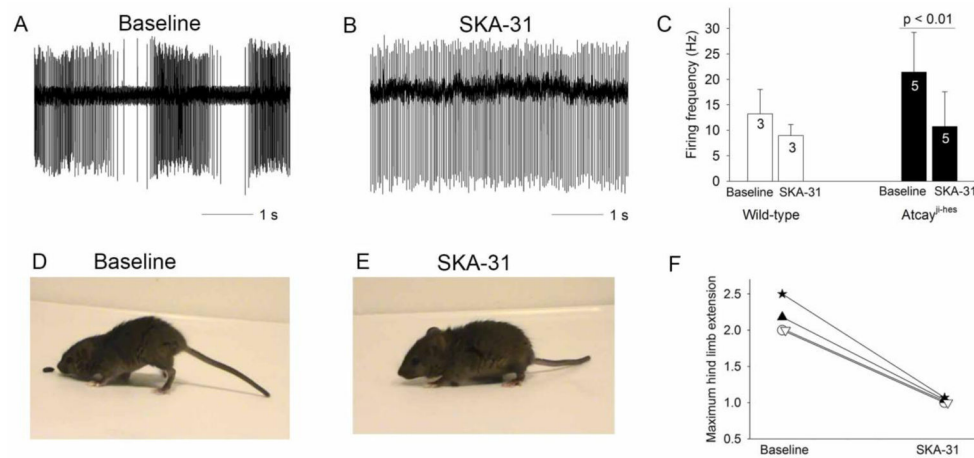 A
Baseline
1 s
B
SKA-31
1 s
C
p < 0.01
Firing frequency (Hz)
30
25
20
15
10
5
0
3
3
5
5
Baseline SKA-31
Baseline SKA-31
Wild-type
Atcay^ji-hes
D
Baseline
E
SKA-31
F
Maximum hind limb extension
2.5
2.0
1.5
1.0
0.5
Baseline
SKA-31